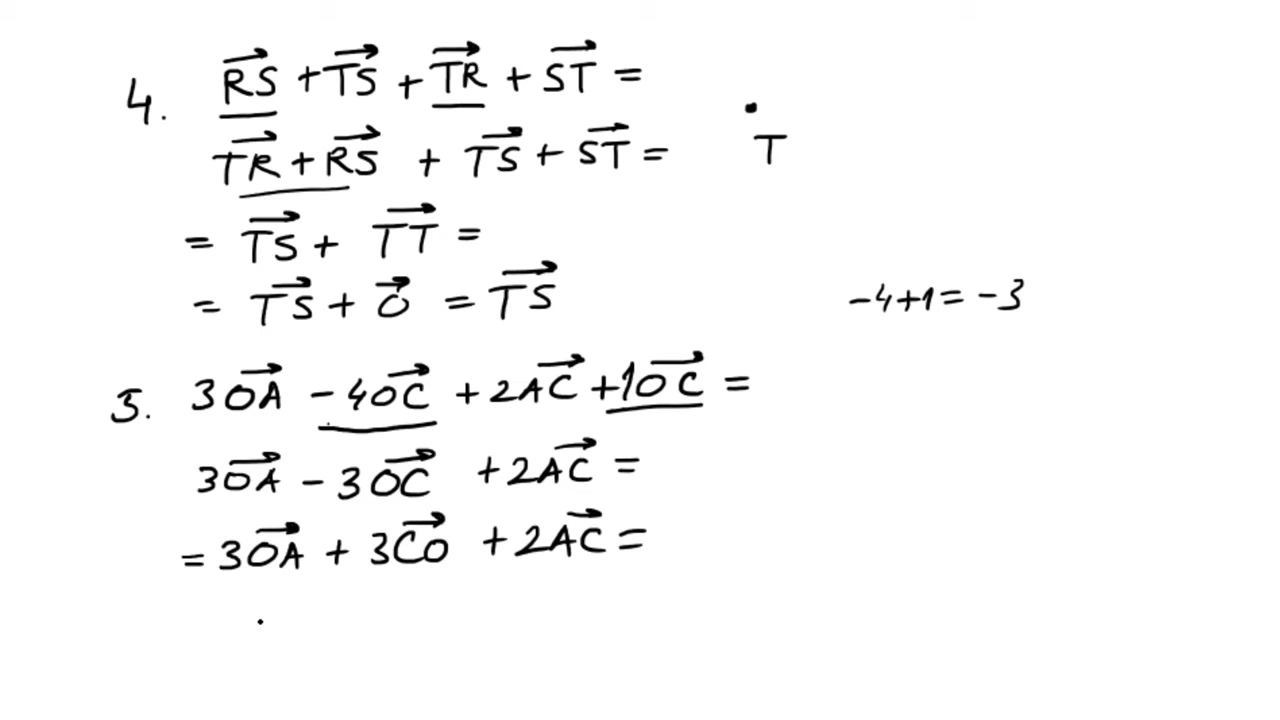 4. RS⃗ + TS⃗ + TR⃗ + ST⃗ =
TR⃗ + RS⃗ + TS⃗ + ST⃗ =
T
= TS⃗ + TT⃗ =
= TS⃗ + O⃗ = TS⃗
-4+1=-3
5. 3OA⃗ - 4OC⃗ + 2AC⃗ + 1OC⃗ =
3OA⃗ - 3OC⃗ + 2AC⃗ =
= 3OA⃗ + 3CO⃗ + 2AC⃗ =